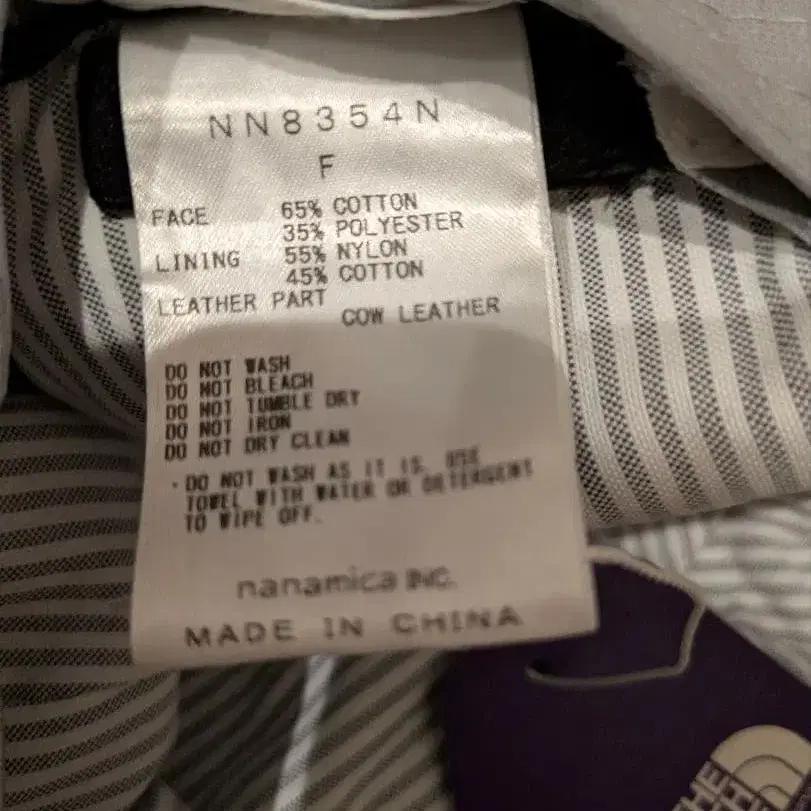 NN8354N
F
FACE 65% COTTON
35% POLYESTER
LINING 55% NYLON
45% COTTON
LEATHER PART
COW LEATHER
DO NOT WASH
DO NOT BLEACH
DO NOT TUMBLE DRY
DO NOT IRON
DO NOT DRY CLEAN
・DO NOT WASH AS IT IS. USE
TOWEL WITH WATER OR DETERGENT
TO WIPE OFF.
nanamica INC.
MADE IN CHINA
THE